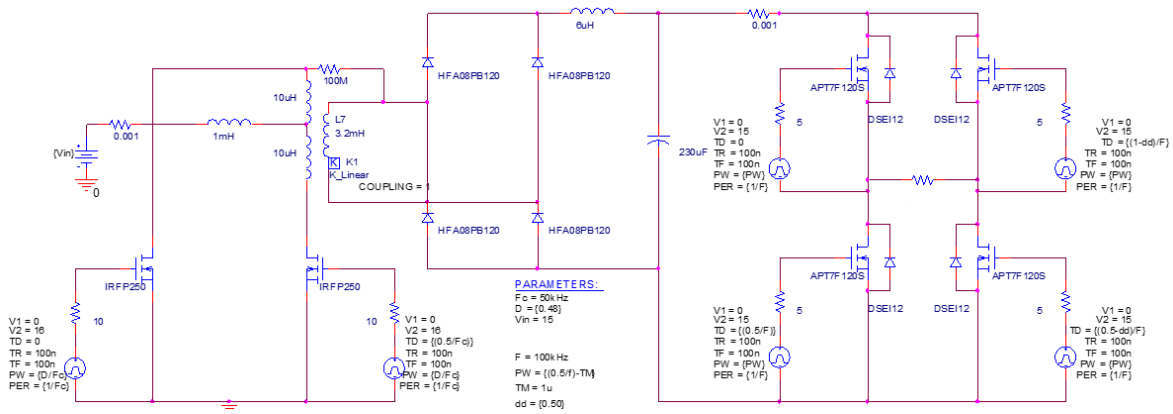 6uH
0.001
HFA08PB120
HFA08PB120
100M
10uH
L7
3.2mH
0.001
1mH
{Vin}
0
10uH
K K1
K_Linear
COUPLING = 1
230uF
HFA08PB120
HFA08PB120
APT7F120S
APT7F120S
DSEI12
DSEI12
5
5
V1 = 0
V2 = 15
TD = 0
TR = 100n
TF = 100n
PW = {PW}
PER = {1/F}
V1 = 0
V2 = 15
TD = {(1-dd)/F}
TR = 100n
TF = 100n
PW = {PW}
PER = {1/F}
IRFP250
IRFP250
10
10
V1 = 0
V2 = 16
TD = 0
TR = 100n
TF = 100n
PW = {D/Fc}
PER = {1/Fc}
V1 = 0
V2 = 16
TD = {(0.5/Fc)}
TR = 100n
TF = 100n
PW = {D/Fc}
PER = {1/Fc}
PARAMETERS:
Fc = 50kHz
D = {0.48}
Vin = 15
F = 100kHz
PW = {(0.5/f)-TM}
TM = 1u
dd = {0.50}
APT7F120S
APT7F120S
DSEI12
DSEI12
5
5
V1 = 0
V2 = 15
TD = {(0.5/F)}
TR = 100n
TF = 100n
PW = {PW}
PER = {1/F}
V1 = 0
V2 = 15
TD = {(0.5-dd)/F}
TR = 100n
TF = 100n
PW = {PW}
PER = {1/F}